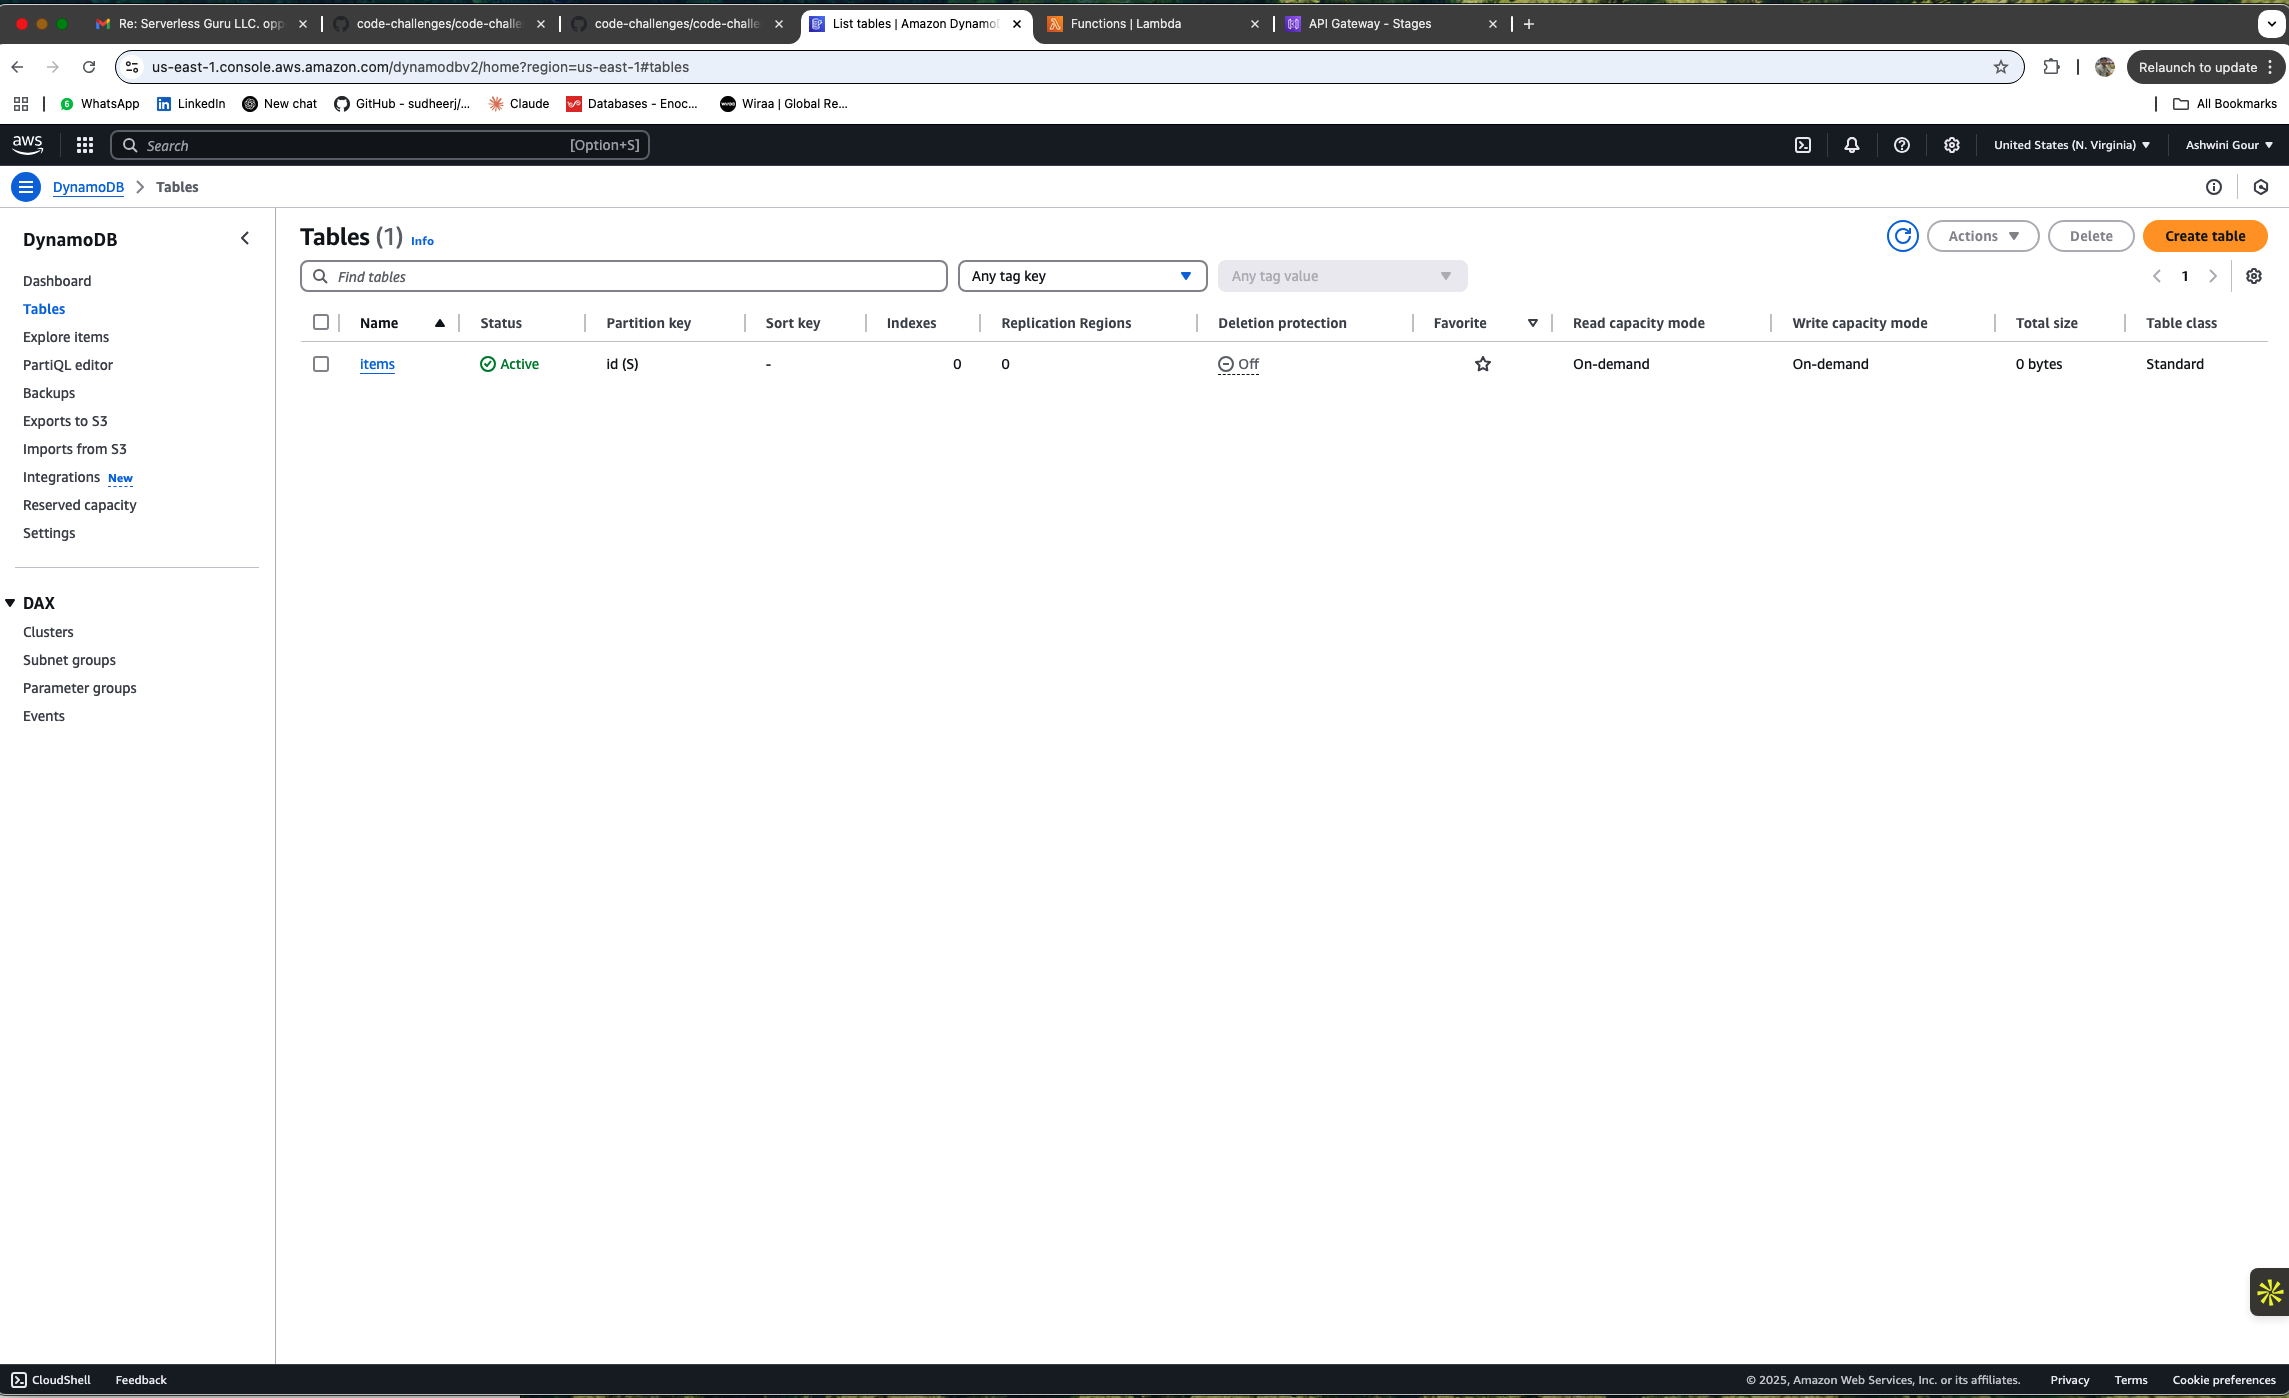 Re: Serverless Guru LLC. opp
code-challenges/code-challe
code-challenges/code-challe
List tables | Amazon Dynamo
Functions | Lambda
API Gateway - Stages
us-east-1.console.aws.amazon.com/dynamodbv2/home?region=us-east-1#tables
Relaunch to update
WhatsApp
LinkedIn
New chat
GitHub - sudheerj/...
Claude
Databases - Enoc...
Wiraa | Global Re...
All Bookmarks
aws
Search
[Option+S]
United States (N. Virginia)
Ashwini Gour
DynamoDB
Tables
DynamoDB
Dashboard
Tables
Explore items
PartiQL editor
Backups
Exports to S3
Imports from S3
Integrations New
Reserved capacity
Settings
DAX
Clusters
Subnet groups
Parameter groups
Events
Tables (1) Info
Actions
Delete
Create table
Find tables
Any tag key
Any tag value
1
Name Status Partition key Sort key Indexes Replication Regions Deletion protection Favorite Read capacity mode Write capacity mode Total size Table class
items Active id (S) - 0 0 Off On-demand On-demand 0 bytes Standard
CloudShell
Feedback
© 2025, Amazon Web Services, Inc. or its affiliates.
Privacy
Terms
Cookie preferences